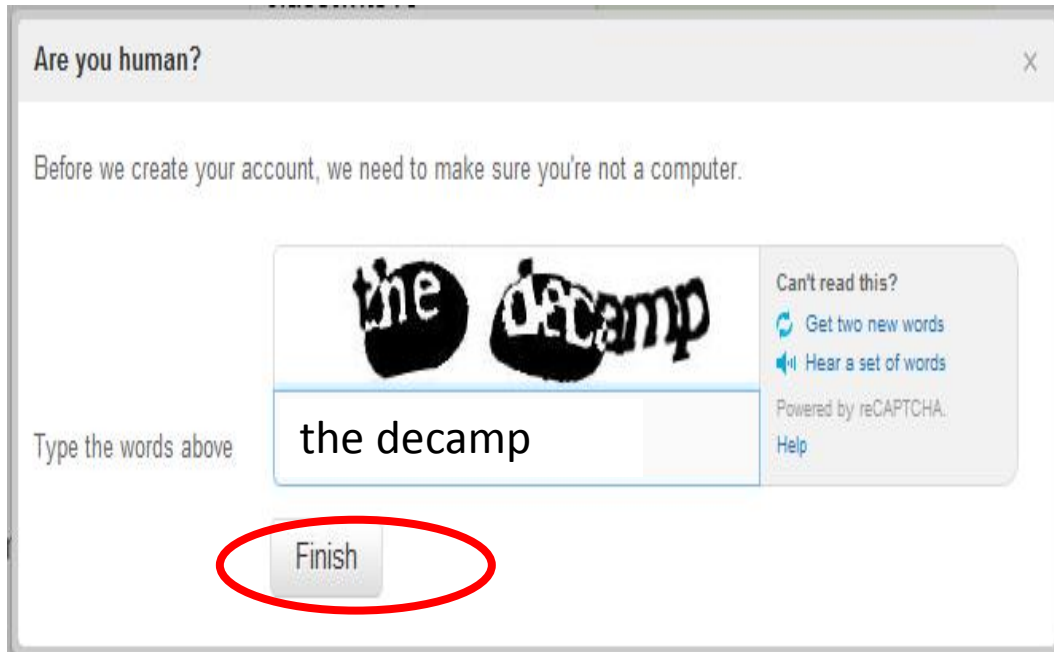 Are you human?
Before we create your account, we need to make sure you're not a computer.
the decamp
Can't read this?
Get two new words
Hear a set of words
Powered by reCAPTCHA.
Help
Type the words above
the decamp
Finish